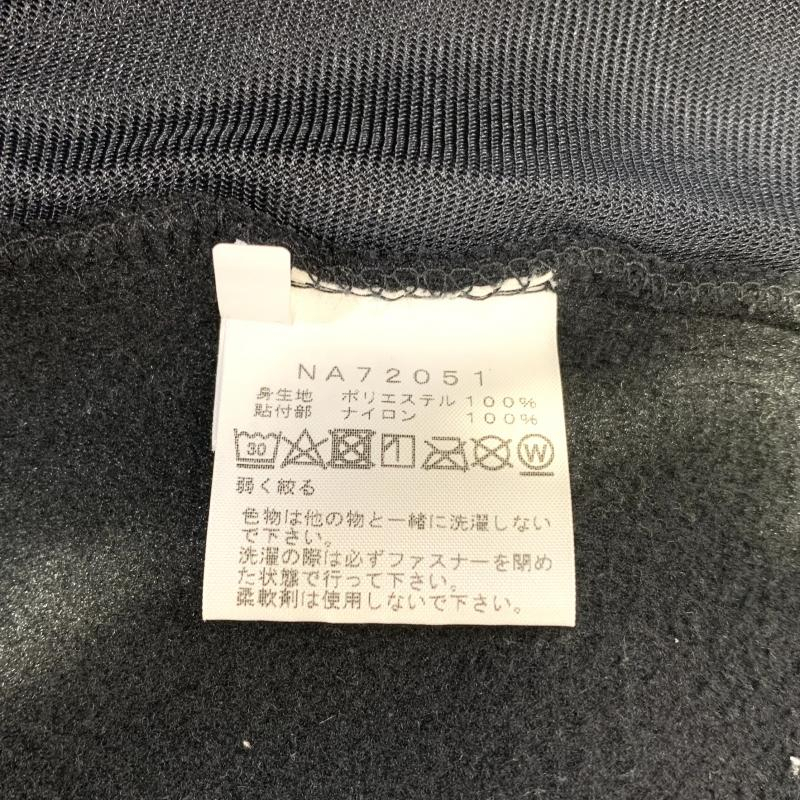 NA72051
身生地 ポリエステル100%
貼付部 ナイロン 100%
30 W
弱く絞る
色物は他の物と一緒に洗濯しない
で下さい。
洗濯の際は必ずファスナーを閉め
た状態で行って下さい。
柔軟剤は使用しないで下さい。